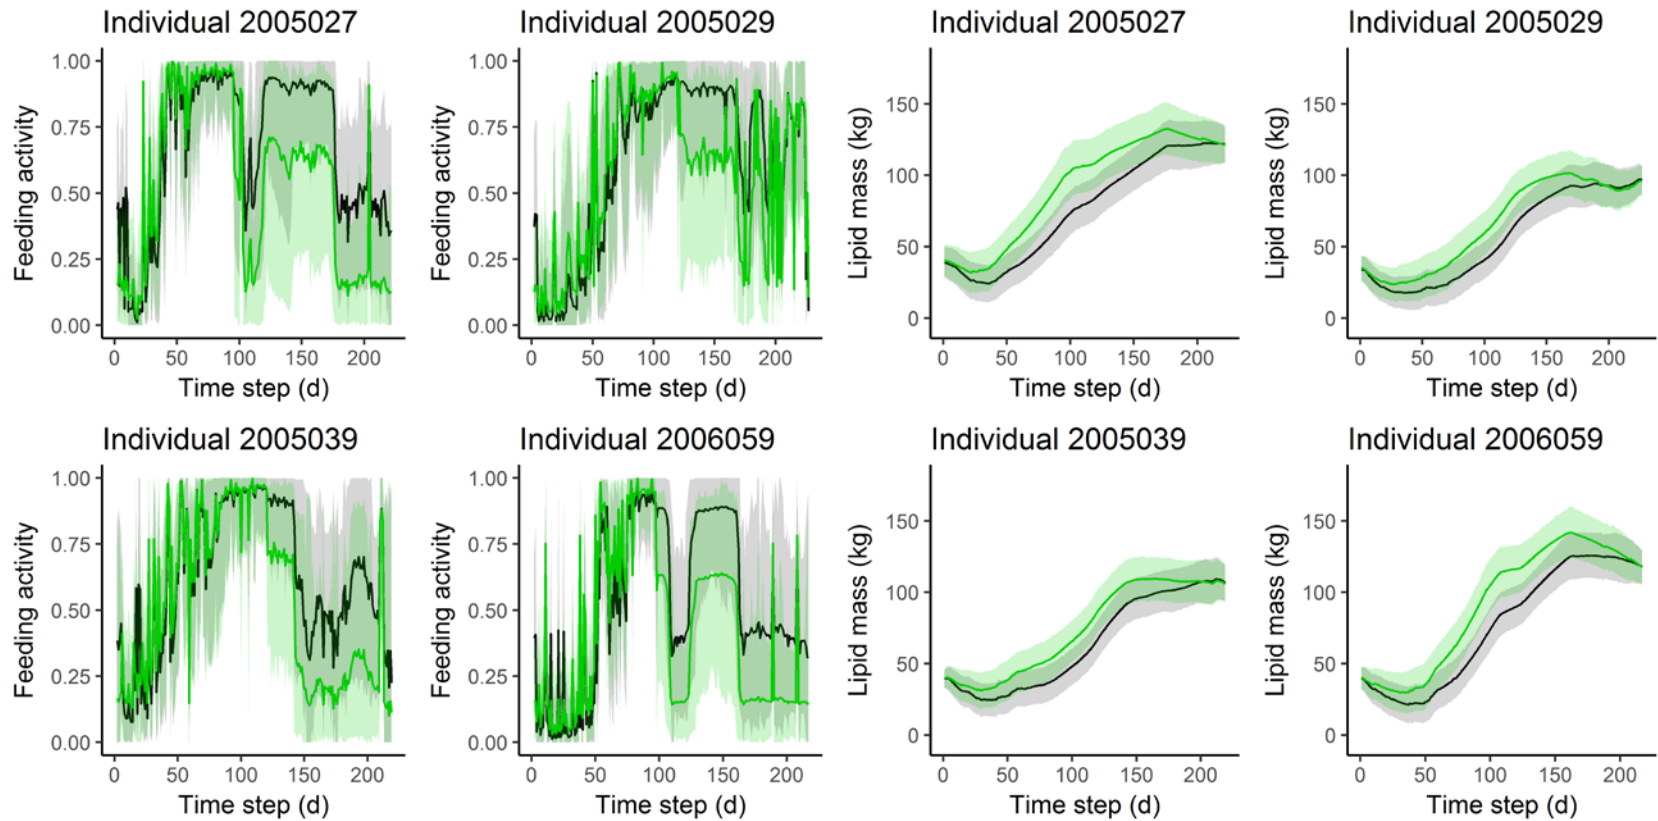 Individual 2005027
Individual 2005029
Individual 2005027
Individual 2005029
Feeding activity
1.00
0.75
0.50
0.25
0.00
0 50 100 150 200
Time step (d)
Feeding activity
1.00
0.75
0.50
0.25
0.00
0 50 100 150 200
Time step (d)
Lipid mass (kg)
150
100
50
0
0 50 100 150 200
Time step (d)
Lipid mass (kg)
150
100
50
0
0 50 100 150 200
Time step (d)
Individual 2005039
Individual 2006059
Individual 2005039
Individual 2006059
Feeding activity
1.00
0.75
0.50
0.25
0.00
0 50 100 150 200
Time step (d)
Feeding activity
1.00
0.75
0.50
0.25
0.00
0 50 100 150 200
Time step (d)
Lipid mass (kg)
150
100
50
0
0 50 100 150 200
Time step (d)
Lipid mass (kg)
150
100
50
0
0 50 100 150 200
Time step (d)